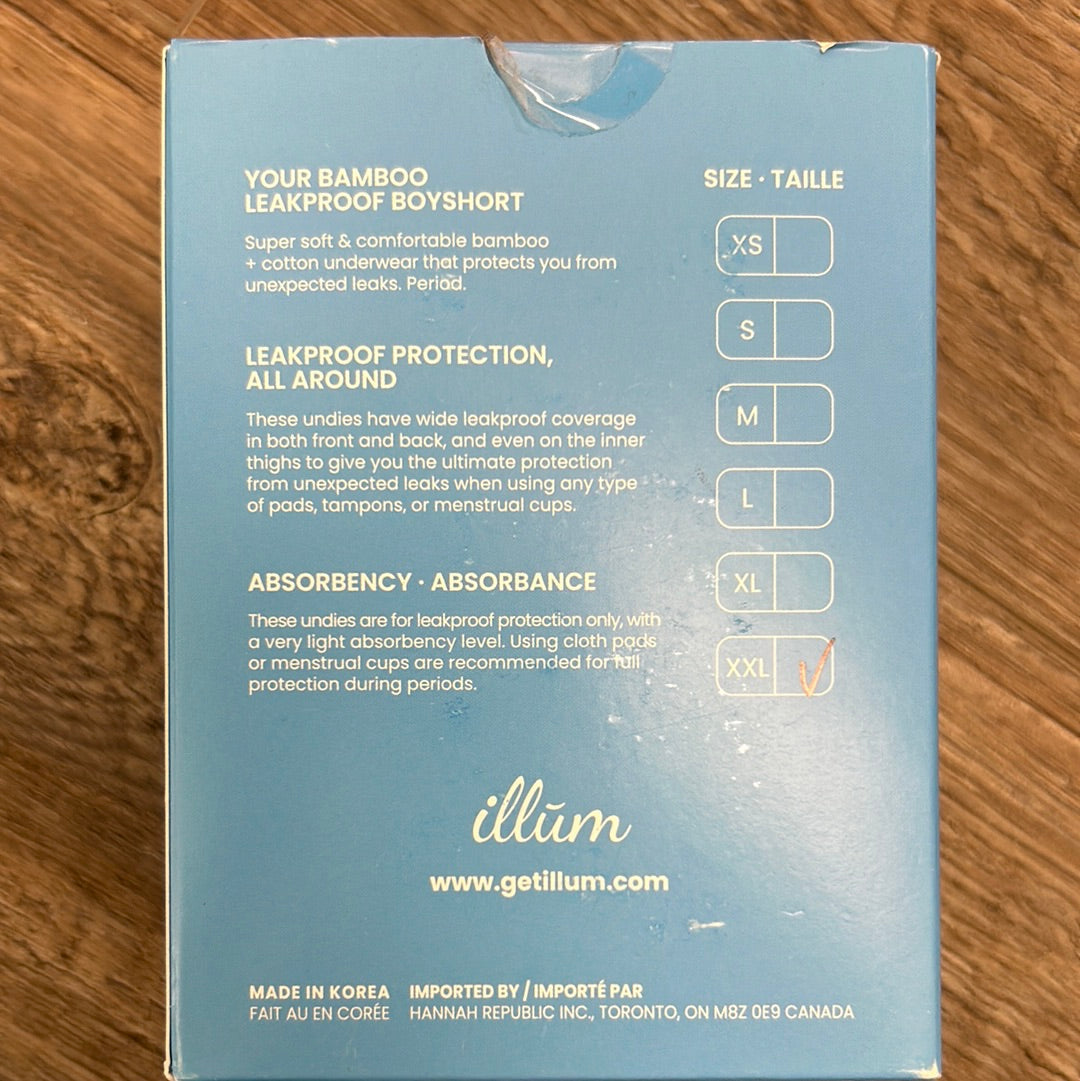 YOUR BAMBOO
LEAKPROOF BOYSHORT
Super soft & comfortable bamboo
+ cotton underwear that protects you from
unexpected leaks. Period.
LEAKPROOF PROTECTION,
ALL AROUND
These undies have wide leakproof coverage
in both front and back, and even on the inner
thighs to give you the ultimate protection
from unexpected leaks when using any type
of pads, tampons, or menstrual cups.
ABSORBENCY · ABSORBANCE
These undies are for leakproof protection only, with
a very light absorbency level. Using cloth pads
or menstrual cups are recommended for full
protection during periods.
SIZE · TAILLE
XS
S
M
L
XL
XXL
illūm
www.getillum.com
MADE IN KOREA
FAIT AU EN CORÉE
IMPORTED BY / IMPORTÉ PAR
HANNAH REPUBLIC INC., TORONTO, ON M8Z 0E9 CANADA